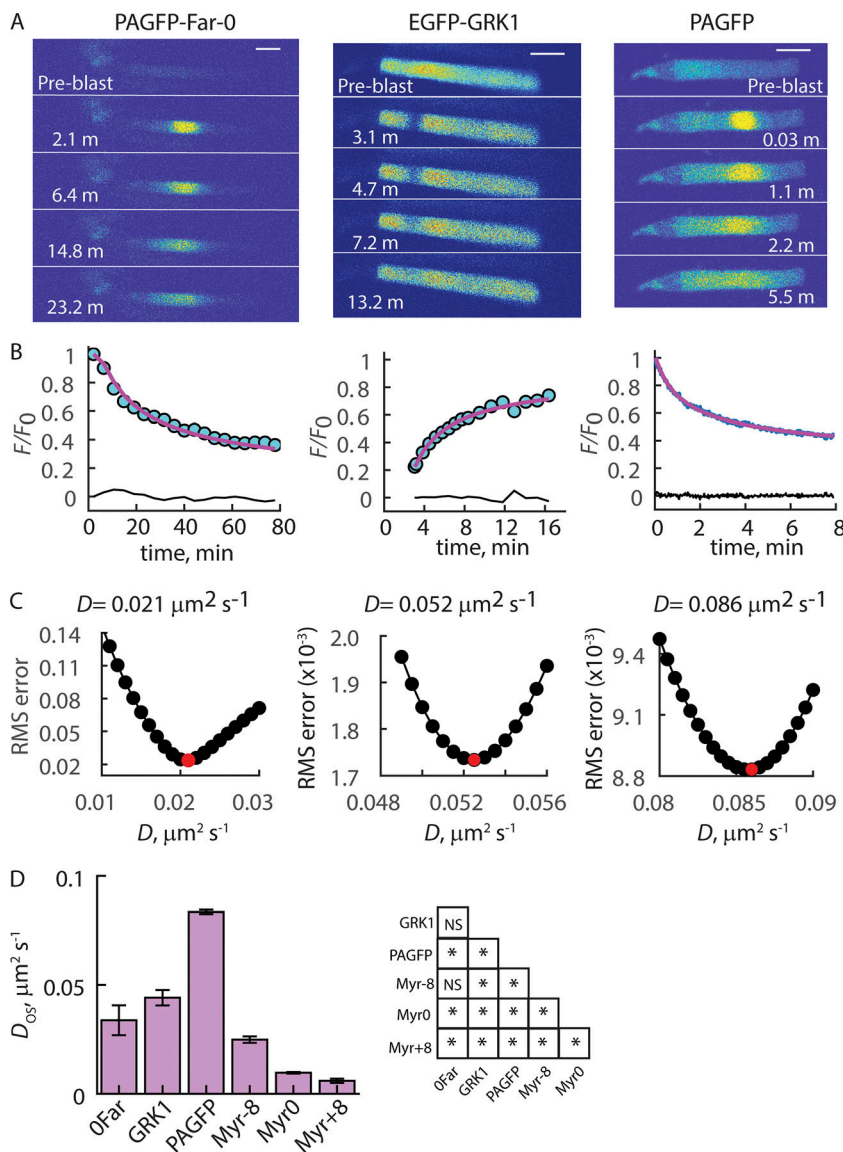 A
PAGFP-Far-0
EGFP-GRK1
PAGFP
Pre-blast
2.1 m
6.4 m
14.8 m
23.2 m
Pre-blast
3.1 m
4.7 m
7.2 m
13.2 m
Pre-blast
0.03 m
1.1 m
2.2 m
5.5 m
B
F/F0
1
0.8
0.6
0.4
0.2
0
0 20 40 60 80
time, min
F/F0
1
0.8
0.6
0.4
0.2
0
0 4 8 12 16
time, min
F/F0
1
0.8
0.6
0.4
0.2
0
0 2 4 6 8
time, min
C
D= 0.021 μm² s⁻¹
RMS error
0.14
0.11
0.08
0.05
0.02
0.01 0.02 0.03
D, μm² s⁻¹
D= 0.052 μm² s⁻¹
RMS error (x10⁻³)
2.0
1.9
1.8
1.7
0.048 0.052 0.056
D, μm² s⁻¹
D= 0.086 μm² s⁻¹
RMS error (x10⁻³)
9.4
9.1
8.8
0.08 0.085 0.09
D, μm² s⁻¹
D
DOS, μm² s⁻¹
0.1
0.05
0
0Far GRK1 PAGFP Myr-8 Myr0 Myr+8
GRK1 NS
PAGFP * *
Myr-8 NS * *
Myr0 * * * *
Myr+8 * * * * *
0Far GRK1 PAGFP Myr-8 Myr0